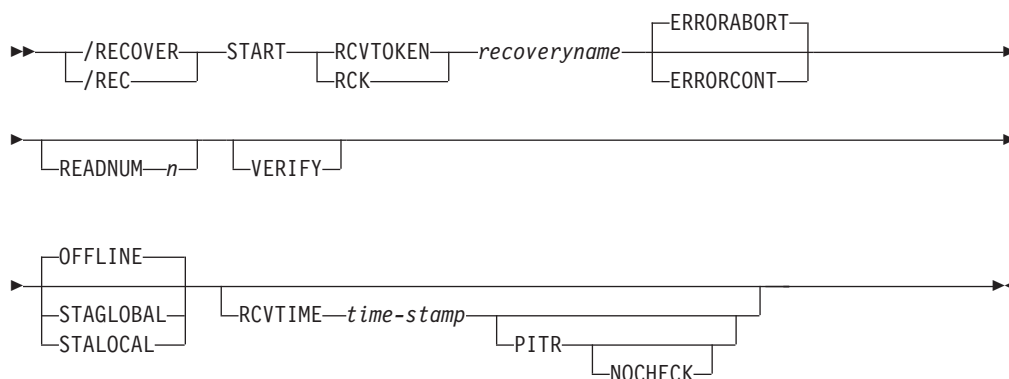 ERRORABORT
/RECOVER START RCVTOKEN recoveryname
/REC RCK ERRORCONT
READNUM n VERIFY
OFFLINE
STAGLOBAL RCVTIME time-stamp
STALOCAL PITR
NOCHECK